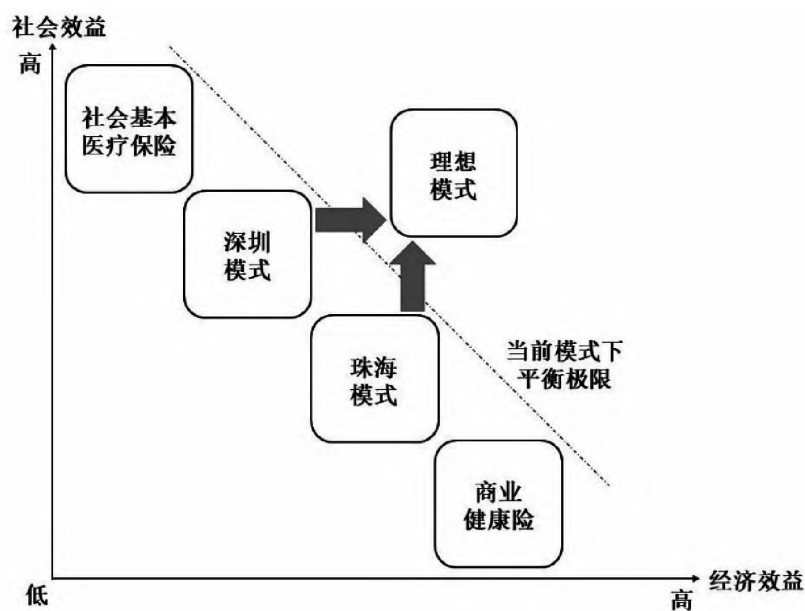 社会效益
高
社会基本
医疗保险
理想
模式
深圳
模式
珠海
模式
当前模式下
平衡极限
商业
健康险
低
高
经济效益